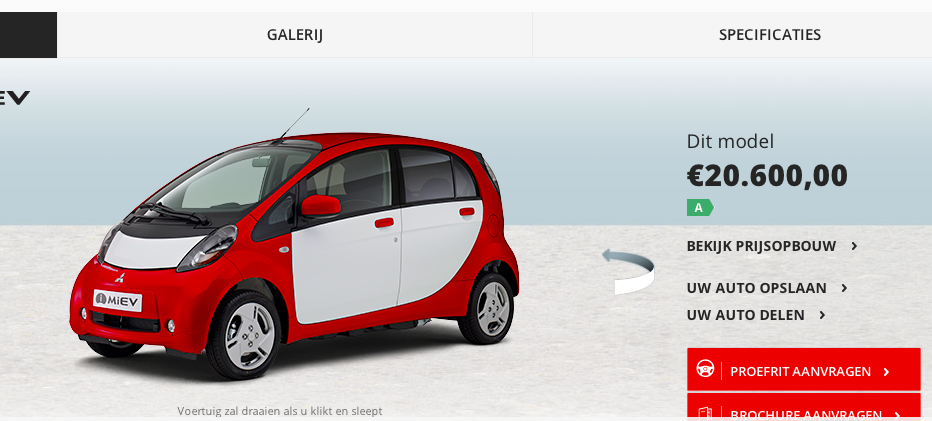 GALERIJ
SPECIFICATIES
EV
Dit model
€20.600,00
A
BEKIJK PRIJSOPBOUW
UW AUTO OPSLAAN
UW AUTO DELEN
i MiEV
PROEFRIT AANVRAGEN
BROCHURE AANVRAGEN
Voertuig zal draaien als u klikt en sleept